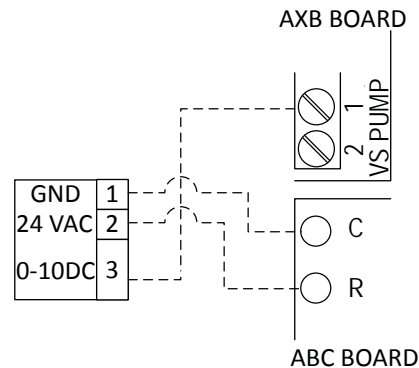 AXB BOARD
1
2
VS PUMP
GND 1
24 VAC 2
0-10DC 3
C
R
ABC BOARD